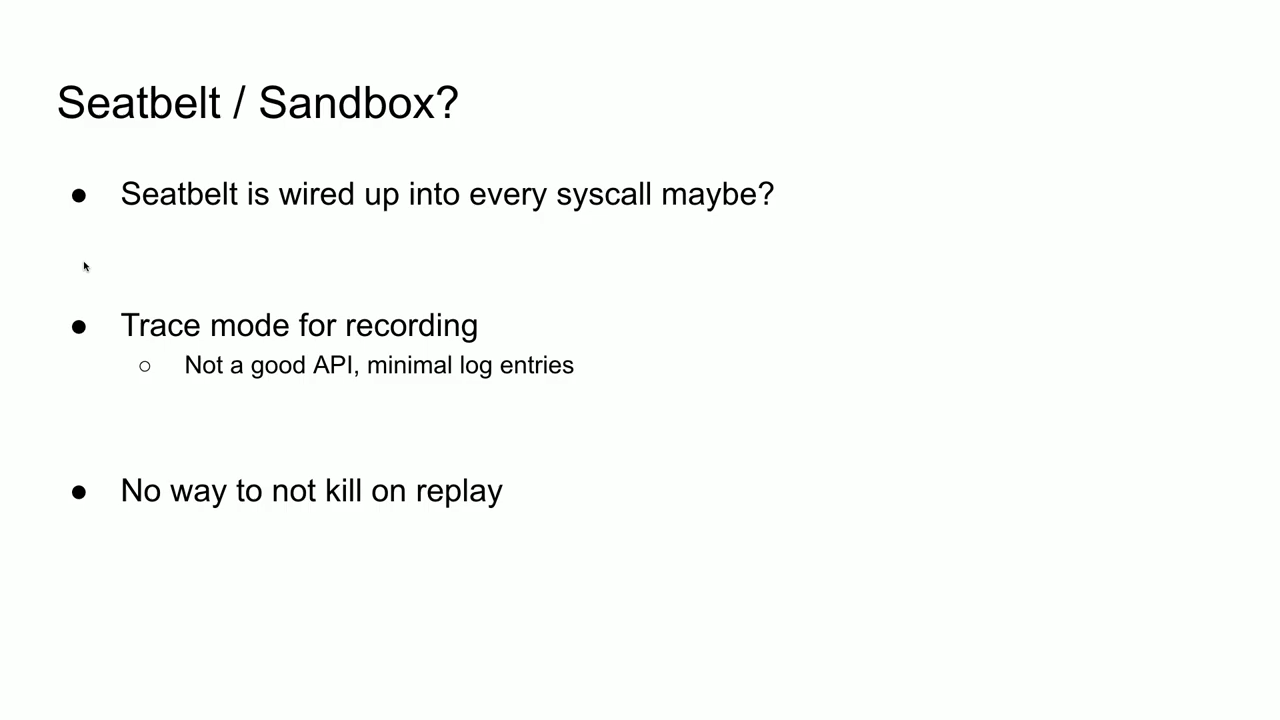 Seatbelt / Sandbox?
● Seatbelt is wired up into every syscall maybe?
● Trace mode for recording
○ Not a good API, minimal log entries
● No way to not kill on replay